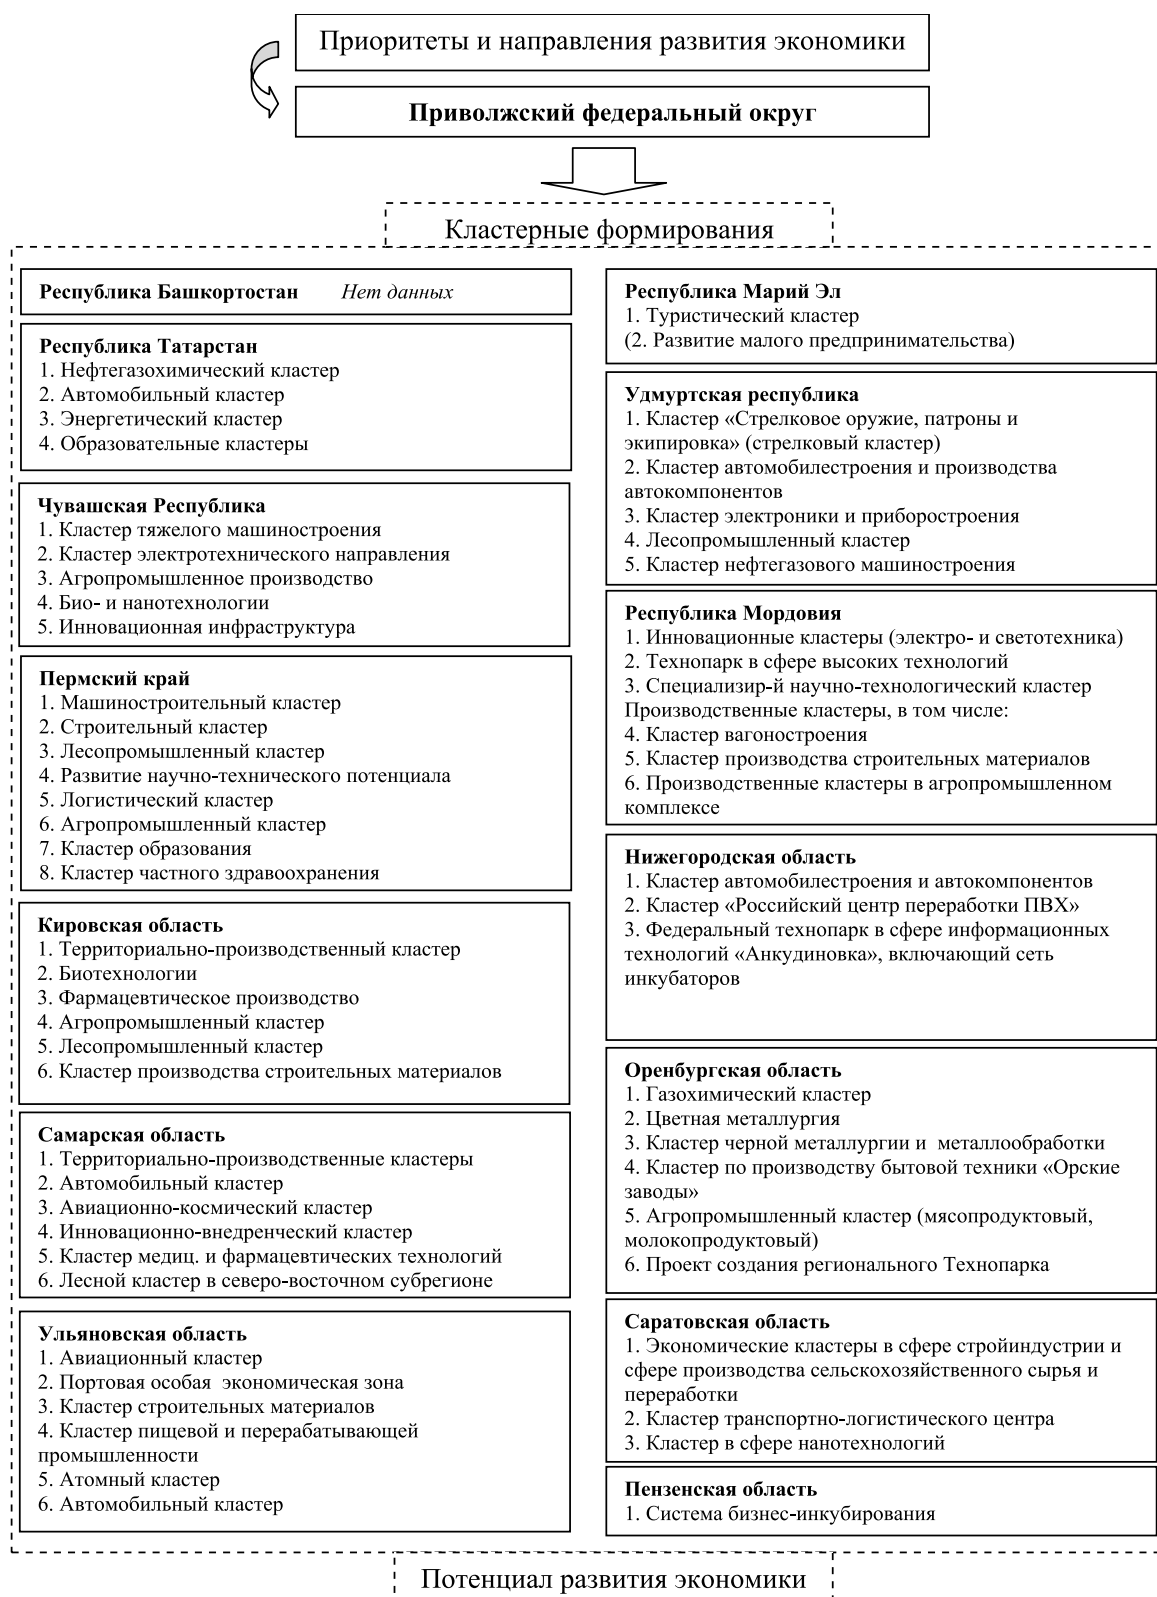 Приоритеты и направления развития экономики
Приволжский федеральный округ
Кластерные формирования
Республика Башкортостан Нет данных
Республика Татарстан
1. Нефтегазохимический кластер
2. Автомобильный кластер
3. Энергетический кластер
4. Образовательные кластеры
Чувашская Республика
1. Кластер тяжелого машиностроения
2. Кластер электротехнического направления
3. Агропромышленное производство
4. Био- и нанотехнологии
5. Инновационная инфраструктура
Пермский край
1. Машиностроительный кластер
2. Строительный кластер
3. Лесопромышленный кластер
4. Развитие научно-технического потенциала
5. Логистический кластер
6. Агропромышленный кластер
7. Кластер образования
8. Кластер частного здравоохранения
Кировская область
1. Территориально-производственный кластер
2. Биотехнологии
3. Фармацевтическое производство
4. Агропромышленный кластер
5. Лесопромышленный кластер
6. Кластер производства строительных материалов
Самарская область
1. Территориально-производственные кластеры
2. Автомобильный кластер
3. Авиационно-космический кластер
4. Инновационно-внедренческий кластер
5. Кластер медиц. и фармацевтических технологий
6. Лесной кластер в северо-восточном субрегионе
Ульяновская область
1. Авиационный кластер
2. Портовая особая экономическая зона
3. Кластер строительных материалов
4. Кластер пищевой и перерабатывающей
промышленности
5. Атомный кластер
6. Автомобильный кластер
Республика Марий Эл
1. Туристический кластер
(2. Развитие малого предпринимательства)
Удмуртская республика
1. Кластер «Стрелковое оружие, патроны и
экипировка» (стрелковый кластер)
2. Кластер автомобилестроения и производства
автокомпонентов
3. Кластер электроники и приборостроения
4. Лесопромышленный кластер
5. Кластер нефтегазового машиностроения
Республика Мордовия
1. Инновационные кластеры (электро- и светотехника)
2. Технопарк в сфере высоких технологий
3. Специализир-й научно-технологический кластер
Производственные кластеры, в том числе:
4. Кластер вагоностроения
5. Кластер производства строительных материалов
6. Производственные кластеры в агропромышленном
комплексе
Нижегородская область
1. Кластер автомобилестроения и автокомпонентов
2. Кластер «Российский центр переработки ПВХ»
3. Федеральный технопарк в сфере информационных
технологий «Анкудиновка», включающий сеть
инкубаторов
Оренбургская область
1. Газохимический кластер
2. Цветная металлургия
3. Кластер черной металлургии и металлообработки
4. Кластер по производству бытовой техники «Орские
заводы»
5. Агропромышленный кластер (мясопродуктовый,
молокопродуктовый)
6. Проект создания регионального Технопарка
Саратовская область
1. Экономические кластеры в сфере стройиндустрии и
сфере производства сельскохозяйственного сырья и
переработки
2. Кластер транспортно-логистического центра
3. Кластер в сфере нанотехнологий
Пензенская область
1. Система бизнес-инкубирования
Потенциал развития экономики